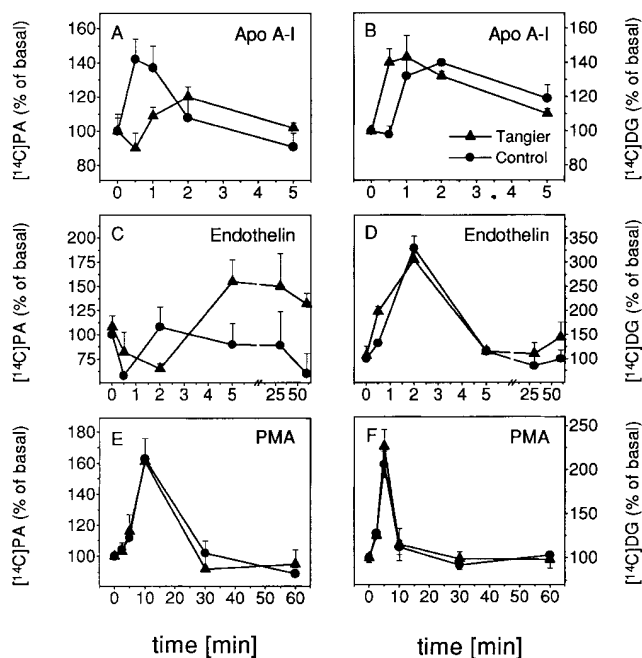 A Apo A-I
[14C]PA (% of basal)
140
120
100
80
0 1 2 3 4 5
B Apo A-I
[14C]DG (% of basal)
140
120
100
80
Tangier
Control
0 1 2 3 4 5
C Endothelin
[14C]PA (% of basal)
200
175
150
125
100
75
0 1 2 3 4 5 25 50
D Endothelin
[14C]DG (% of basal)
350
300
250
200
150
100
0 1 2 3 4 5 25 50
E PMA
[14C]PA (% of basal)
180
160
140
120
100
0 10 20 30 40 50 60
time [min]
F PMA
[14C]DG (% of basal)
250
200
150
100
0 10 20 30 40 50 60
time [min]